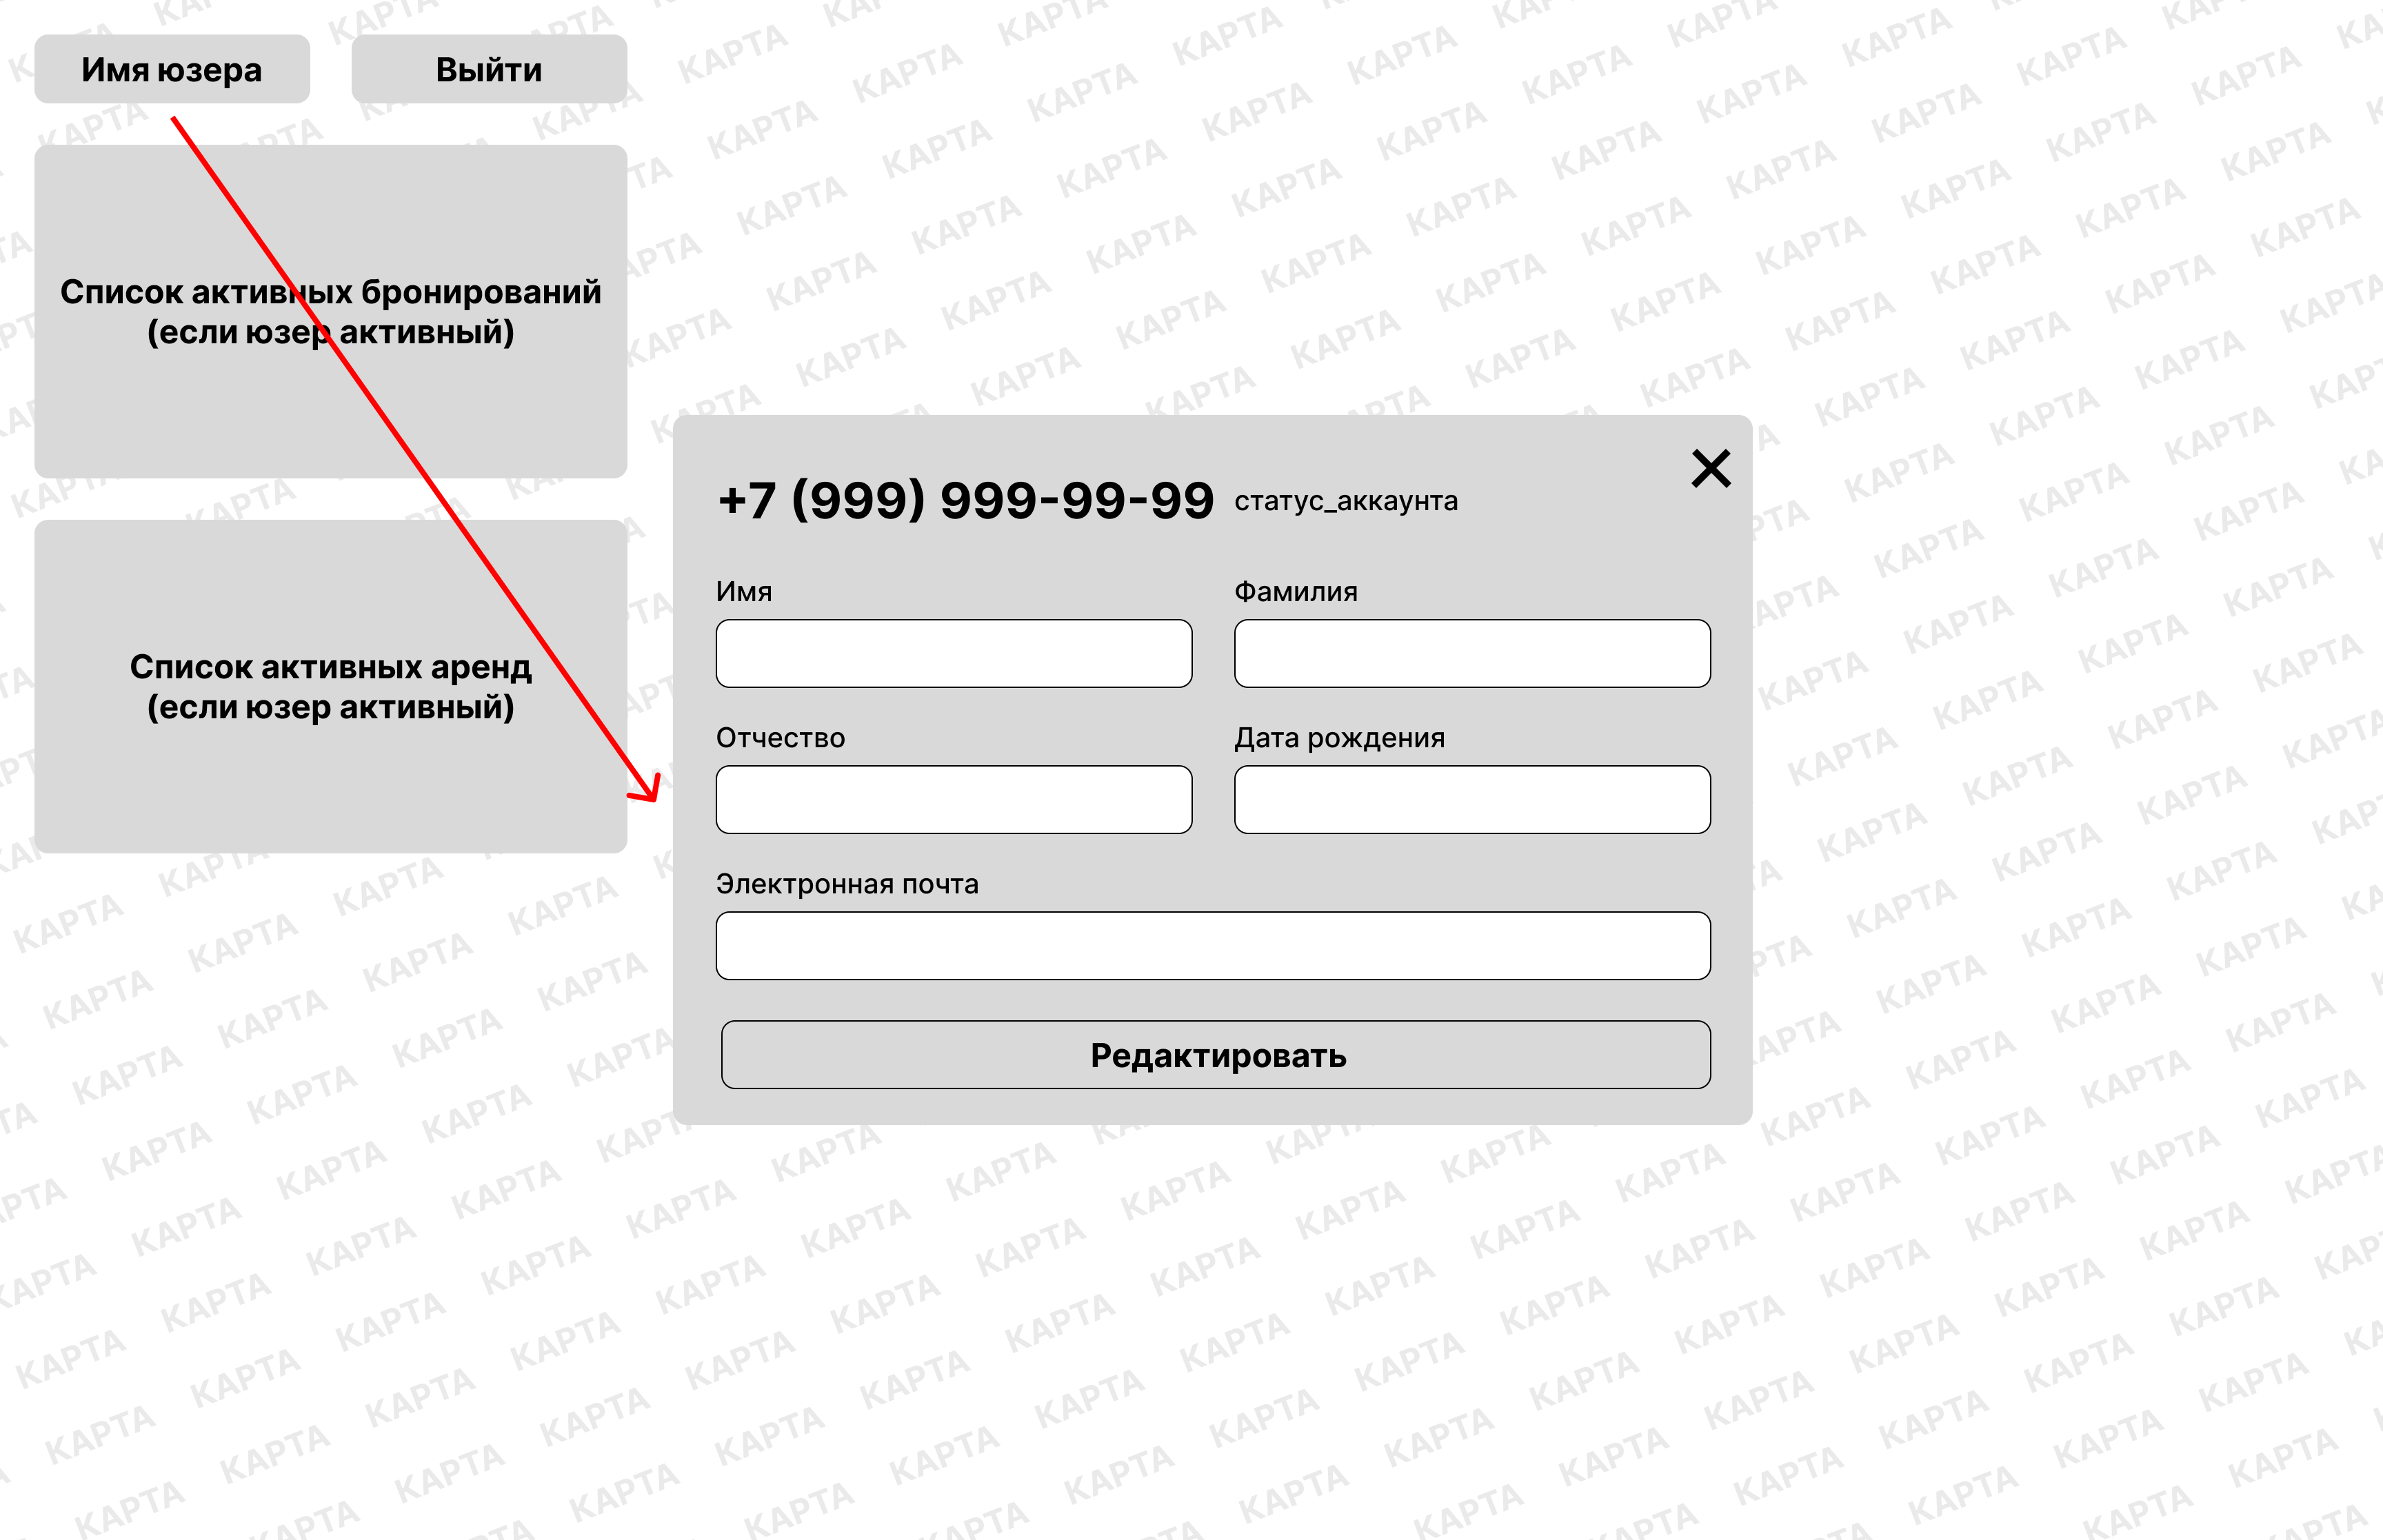 Имя юзера
Выйти
Список активных бронирований
(если юзер активный)
Список активных аренд
(если юзер активный)
+7 (999) 999-99-99 статус_аккаунта
Имя
Фамилия
Отчество
Дата рождения
Электронная почта
Редактировать
КАРТА